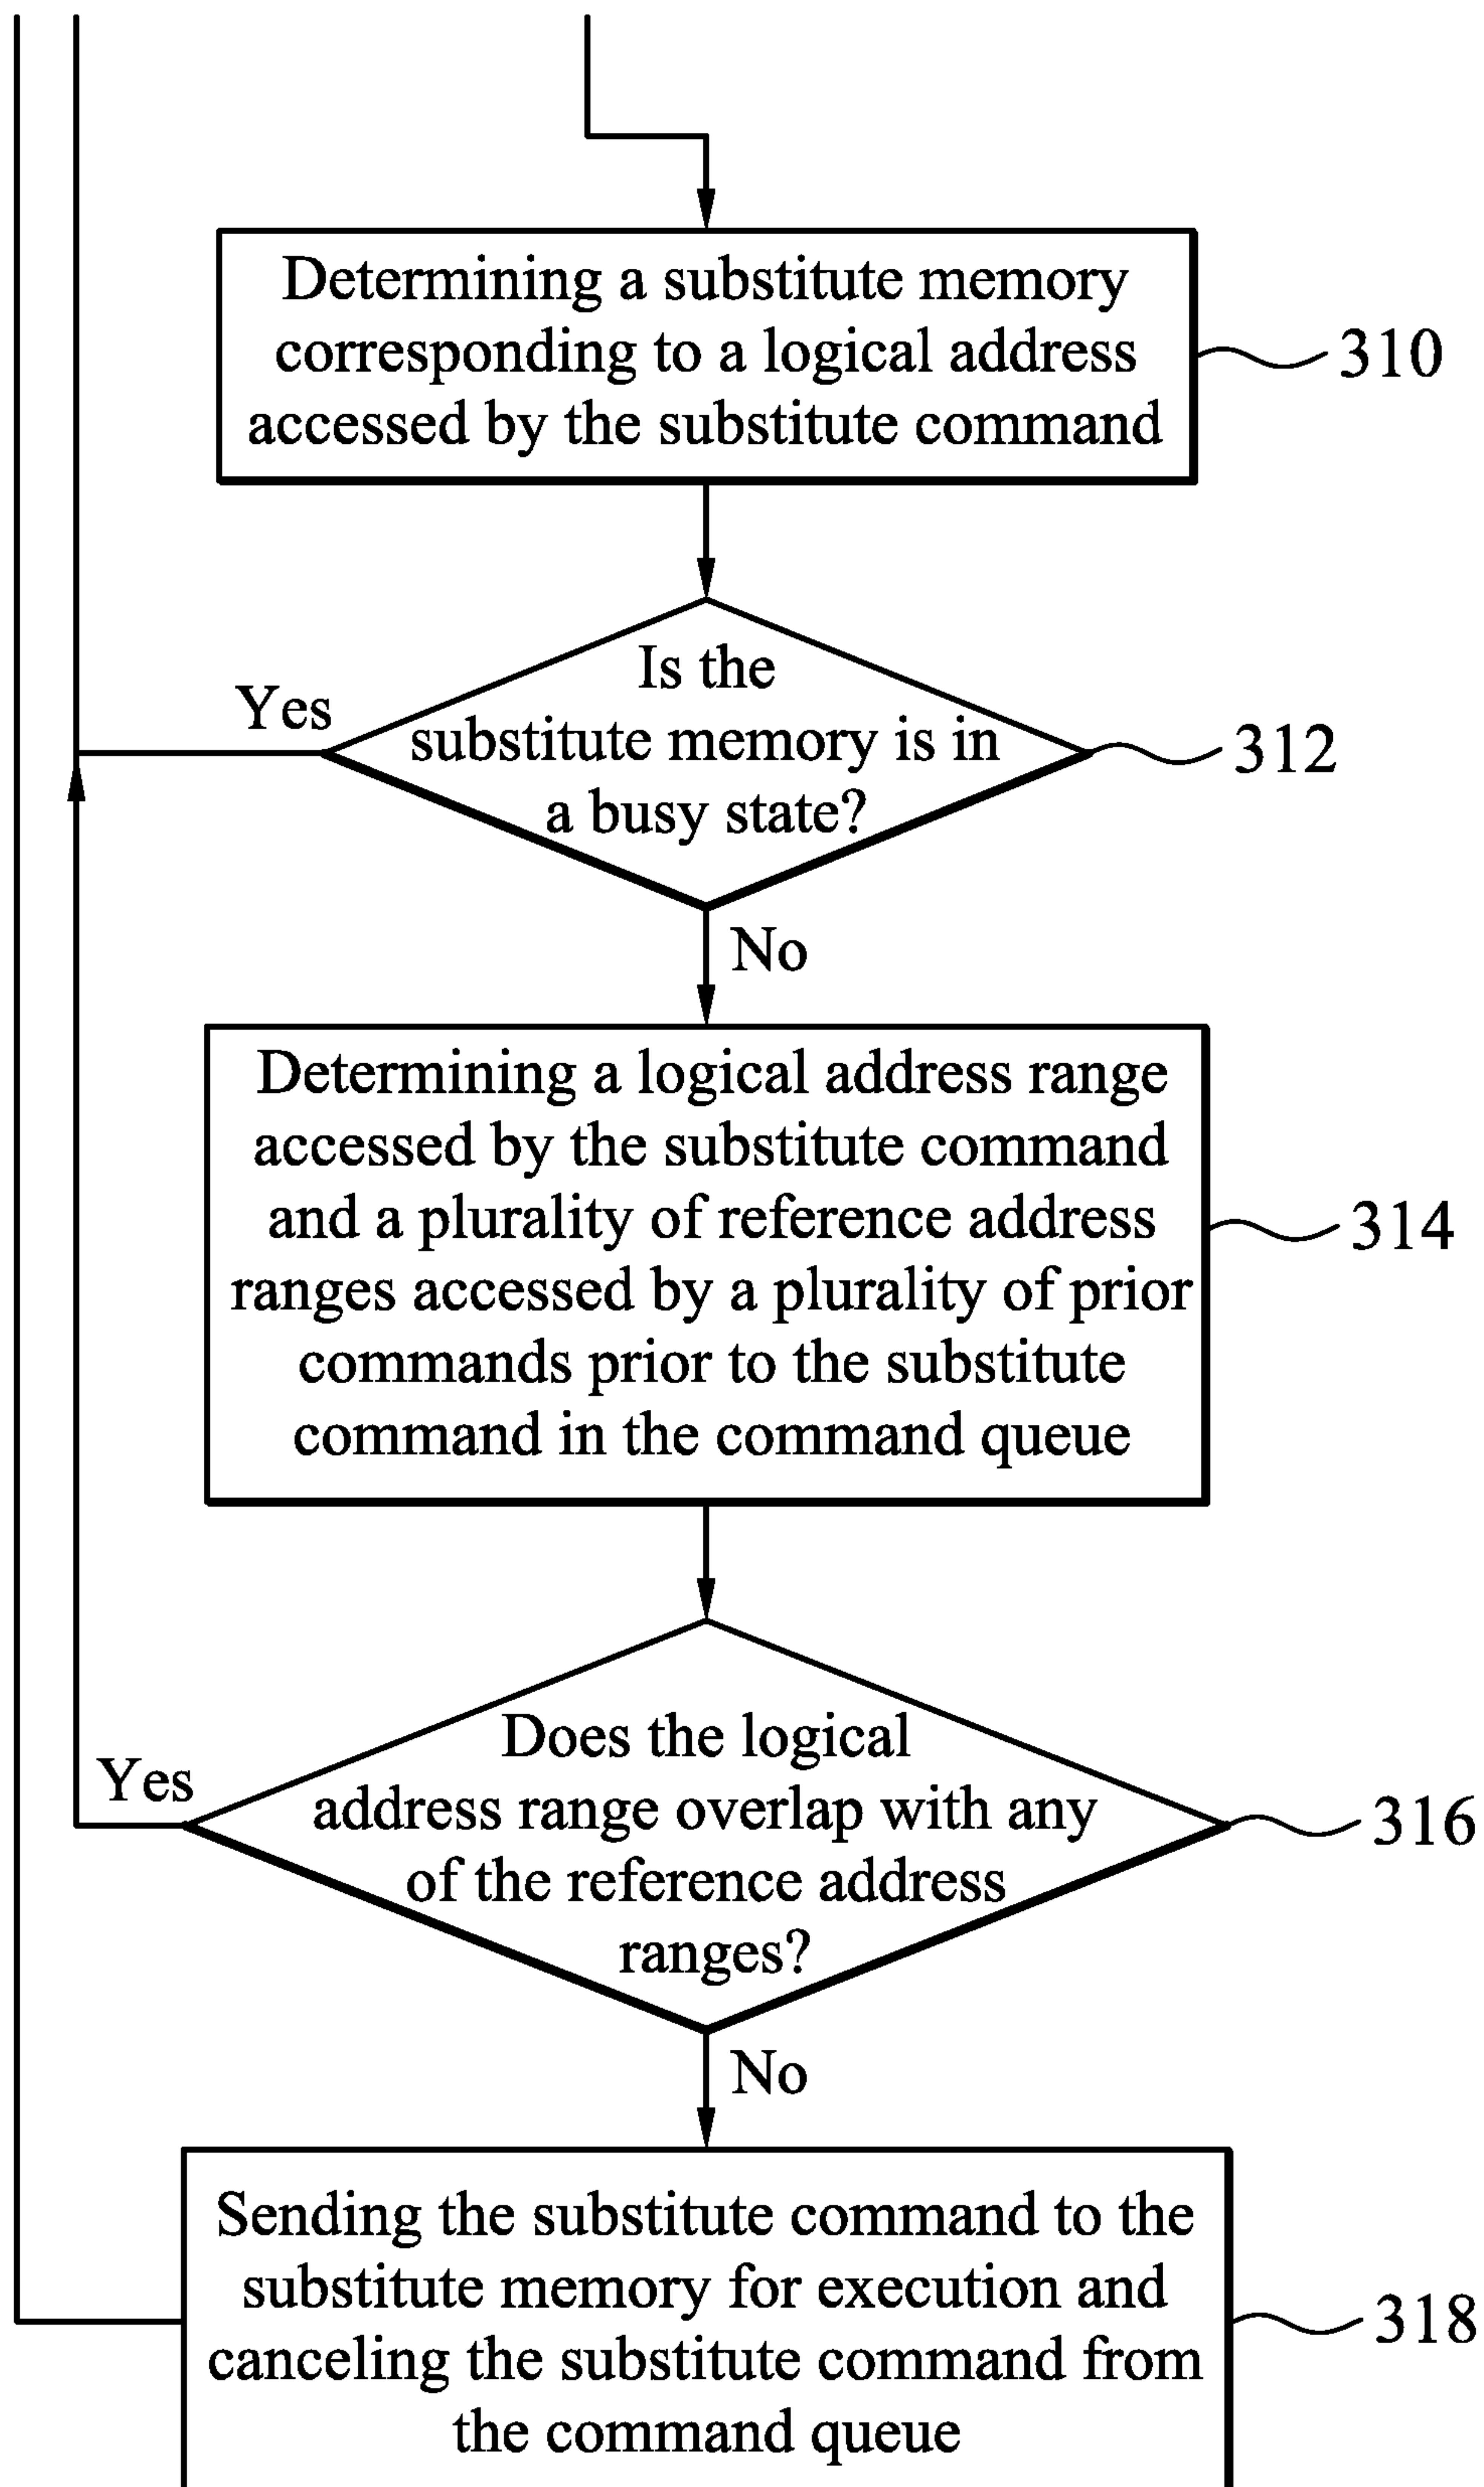 Determining a substitute memory
corresponding to a logical address
accessed by the substitute command
310
Is the
substitute memory is in
a busy state?
Yes
312
No
Determining a logical address range
accessed by the substitute command
and a plurality of reference address
ranges accessed by a plurality of prior
commands prior to the substitute
command in the command queue
314
Does the logical
address range overlap with any
of the reference address
ranges?
Yes
316
No
Sending the substitute command to the
substitute memory for execution and
canceling the substitute command from
the command queue
318